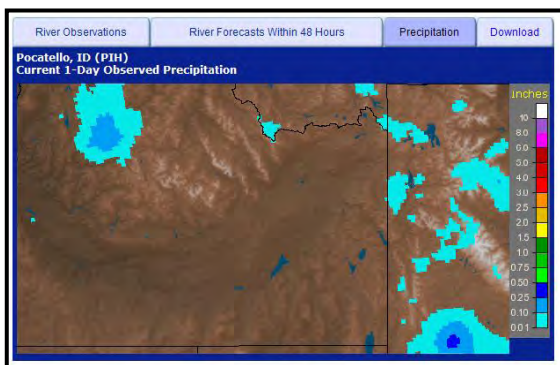 River Observations
River Forecasts Within 48 Hours
Precipitation
Download
Pocatello, ID (PIH)
Current 1-Day Observed Precipitation
inches
10
8.0
6.0
5.0
4.0
3.0
2.5
2.0
1.5
1.0
0.75
0.50
0.25
0.10
0.01